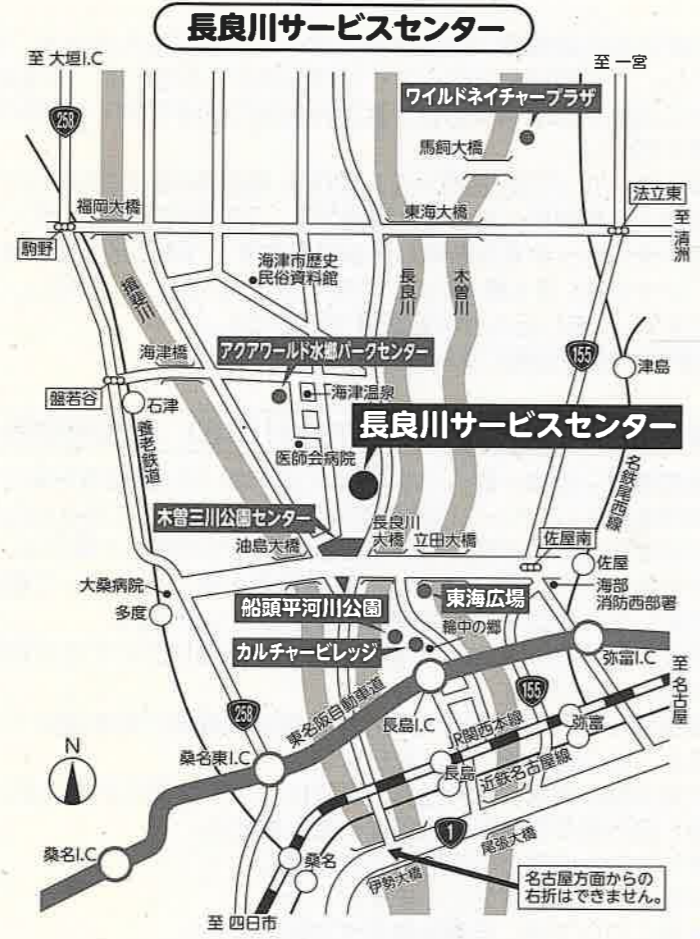 長良川サービスセンター
至 大垣I.C
至 一宮
258
ワイルドネイチャープラザ
馬飼大橋
法立東
福岡大橋
東海大橋
至 清洲
駒野
海津市歴史
民俗資料館
揖斐川
長良川
木曽川
海津橋
アクアワールド水郷パークセンター
155
津島
盤若谷
石津
海津温泉
長良川サービスセンター
養老鉄道
医師会病院
名鉄尾西線
木曽三川公園センター
長良川
大橋
立田大橋
油島大橋
佐屋南
佐屋
大桑病院
海部
消防西部署
多度
船頭平河川公園
東海広場
輪中の郷
カルチャービレッジ
弥富I.C
至 名古屋
東名阪自動車道
155
258
長島I.C
JR関西本線
弥富
N
桑名東I.C
長島
近鉄名古屋線
1
尾張大橋
桑名I.C
桑名
伊勢大橋
名古屋方面からの
右折はできません。
至 四日市